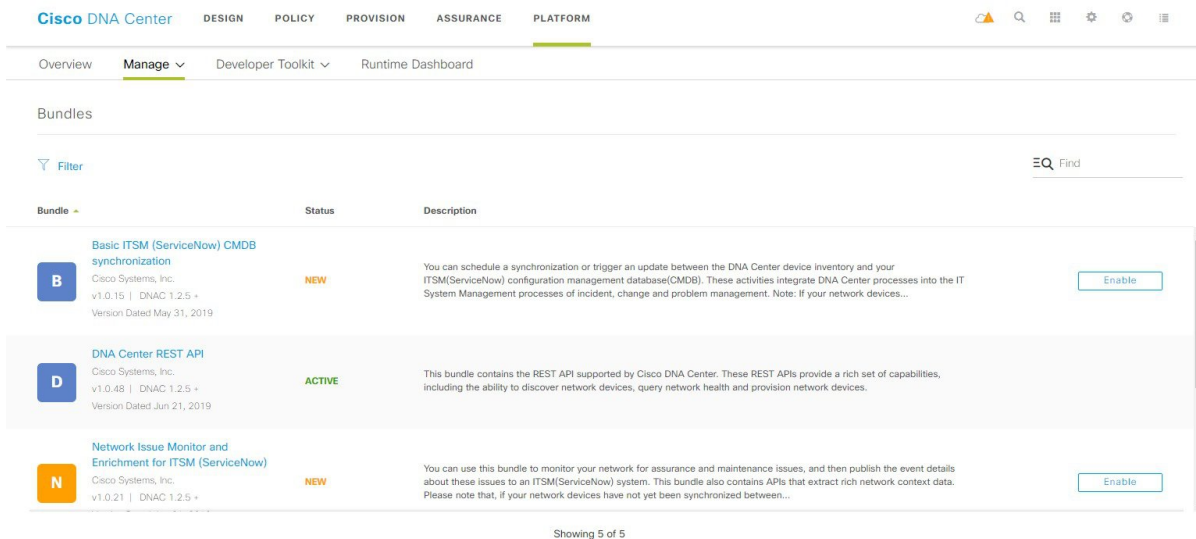 Cisco DNA Center DESIGN POLICY PROVISION ASSURANCE PLATFORM
Overview Manage Developer Toolkit Runtime Dashboard
Bundles
Filter Find
Bundle Status Description
B
Basic ITSM (ServiceNow) CMDB
synchronization
Cisco Systems, Inc.
v1.0.15 | DNAC 1.2.5 +
Version Dated May 31, 2019
NEW
You can schedule a synchronization or trigger an update between the DNA Center device inventory and your
ITSM(ServiceNow) configuration management database(CMDB). These activities integrate DNA Center processes into the IT
System Management processes of incident, change and problem management. Note: If your network devices...
Enable
D
DNA Center REST API
Cisco Systems, Inc.
v1.0.48 | DNAC 1.2.5 +
Version Dated Jun 21, 2019
ACTIVE
This bundle contains the REST API supported by Cisco DNA Center. These REST APIs provide a rich set of capabilities,
including the ability to discover network devices, query network health and provision network devices.
N
Network Issue Monitor and
Enrichment for ITSM (ServiceNow)
Cisco Systems, Inc.
v1.0.21 | DNAC 1.2.5 +
NEW
You can use this bundle to monitor your network for assurance and maintenance issues, and then publish the event details
about these issues to an ITSM(ServiceNow) system. This bundle also contains APIs that extract rich network context data.
Please note that, if your network devices have not yet been synchronized between...
Enable
Showing 5 of 5